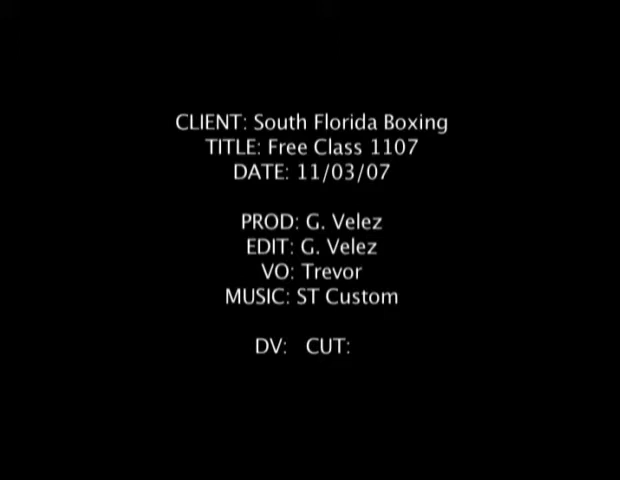 CLIENT: South Florida Boxing
TITLE: Free Class 1107
DATE: 11/03/07
PROD: G. Velez
EDIT: G. Velez
VO: Trevor
MUSIC: ST Custom
DV: CUT: